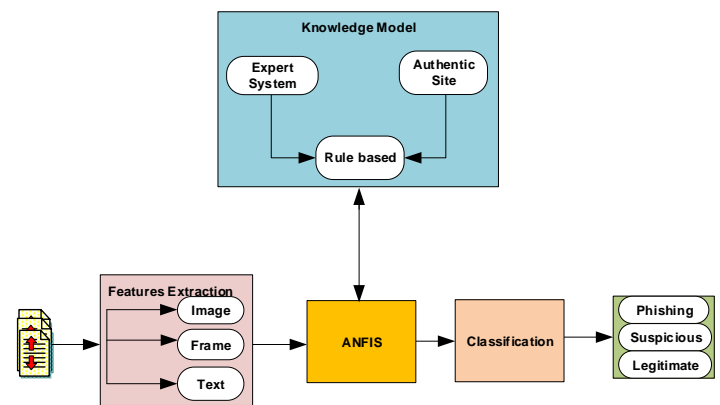 Knowledge Model
Expert
System
Authentic
Site
Rule based
Features Extraction
Image
Frame
Text
ANFIS
Classification
Phishing
Suspicious
Legitimate